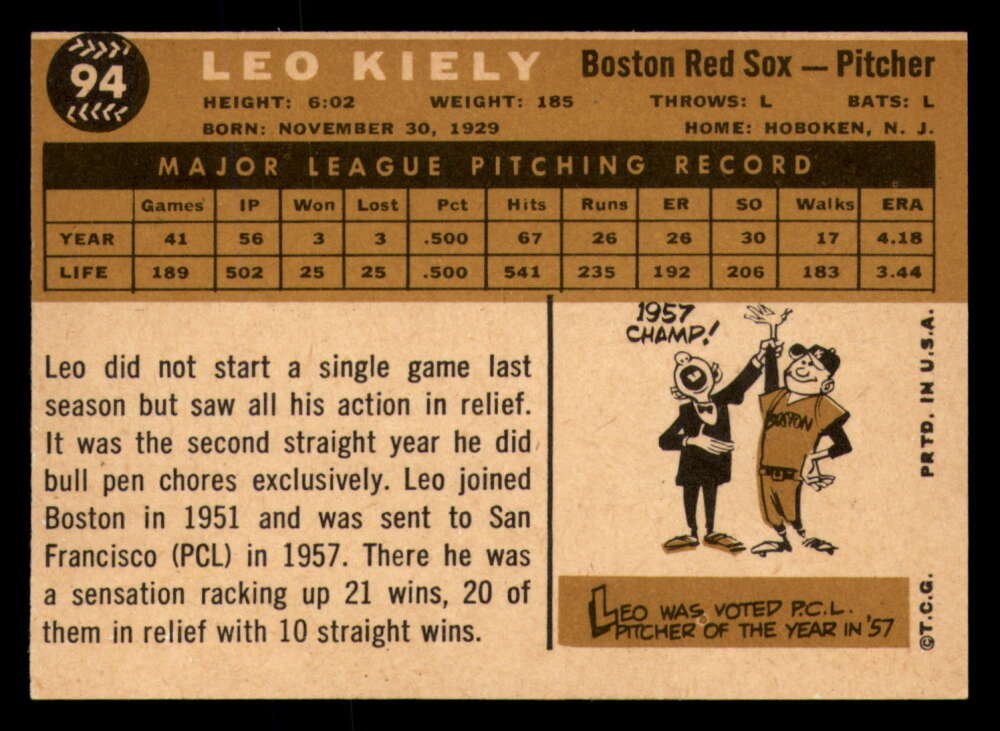 94
LEO KIELY
Boston Red Sox — Pitcher
HEIGHT: 6:02 WEIGHT: 185 THROWS: L BATS: L
BORN: NOVEMBER 30, 1929 HOME: HOBOKEN, N. J.
MAJOR LEAGUE PITCHING RECORD
Games IP Won Lost Pct Hits Runs ER SO Walks ERA
YEAR 41 56 3 3 .500 67 26 26 30 17 4.18
LIFE 189 502 25 25 .500 541 235 192 206 183 3.44
Leo did not start a single game last
season but saw all his action in relief.
It was the second straight year he did
bull pen chores exclusively. Leo joined
Boston in 1951 and was sent to San
Francisco (PCL) in 1957. There he was
a sensation racking up 21 wins, 20 of
them in relief with 10 straight wins.
1957
CHAMP!
BOSTON
LEO WAS VOTED P.C.L.
PITCHER OF THE YEAR IN '57
©T.C.G. PRTD. IN U.S.A.